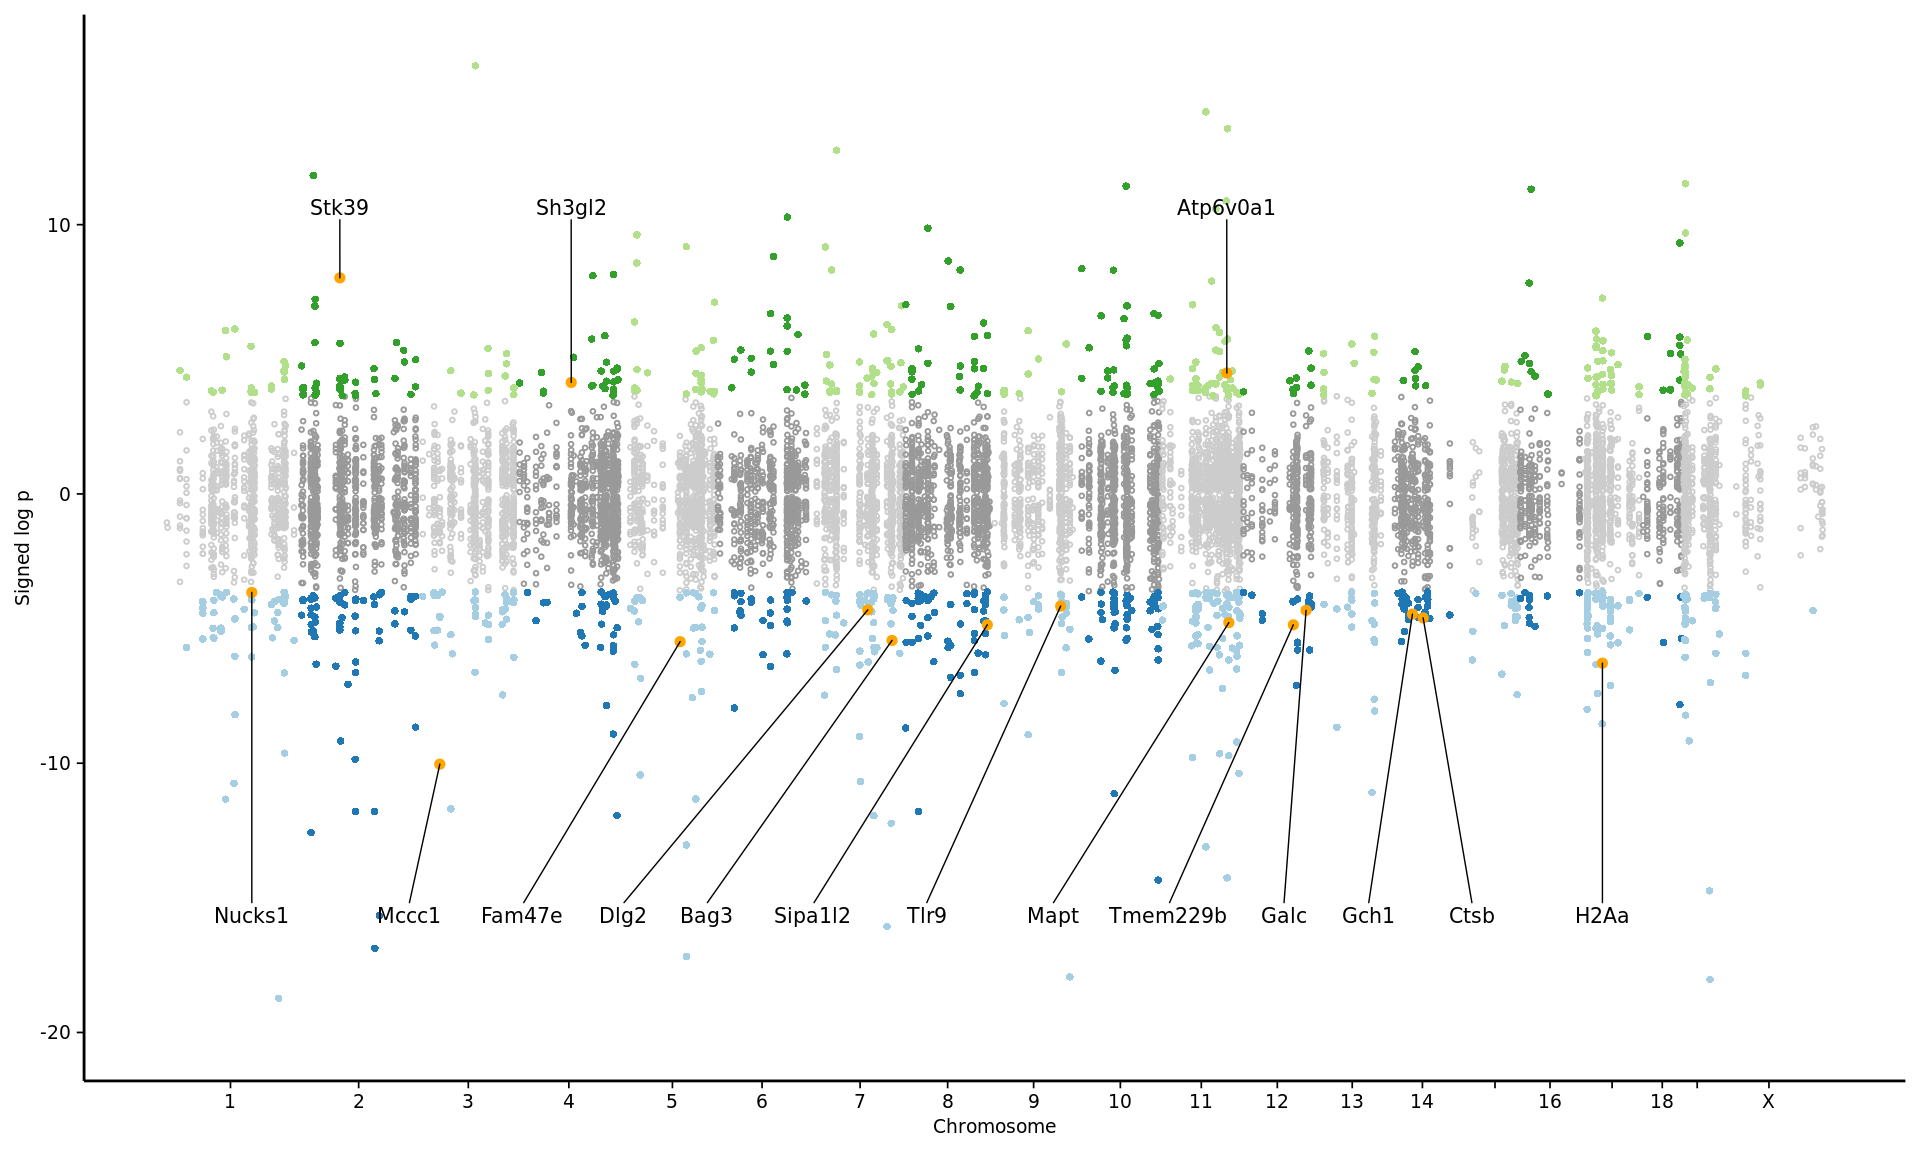 10
0
-10
-20
Signed log p
Stk39
Sh3gl2
Atp6v0a1
Nucks1
Mccc1
Fam47e
Dlg2
Bag3
Sipa1l2
Tlr9
Mapt
Tmem229b
Galc
Gch1
Ctsb
H2Aa
1 2 3 4 5 6 7 8 9 10 11 12 13 14 16 18 X
Chromosome